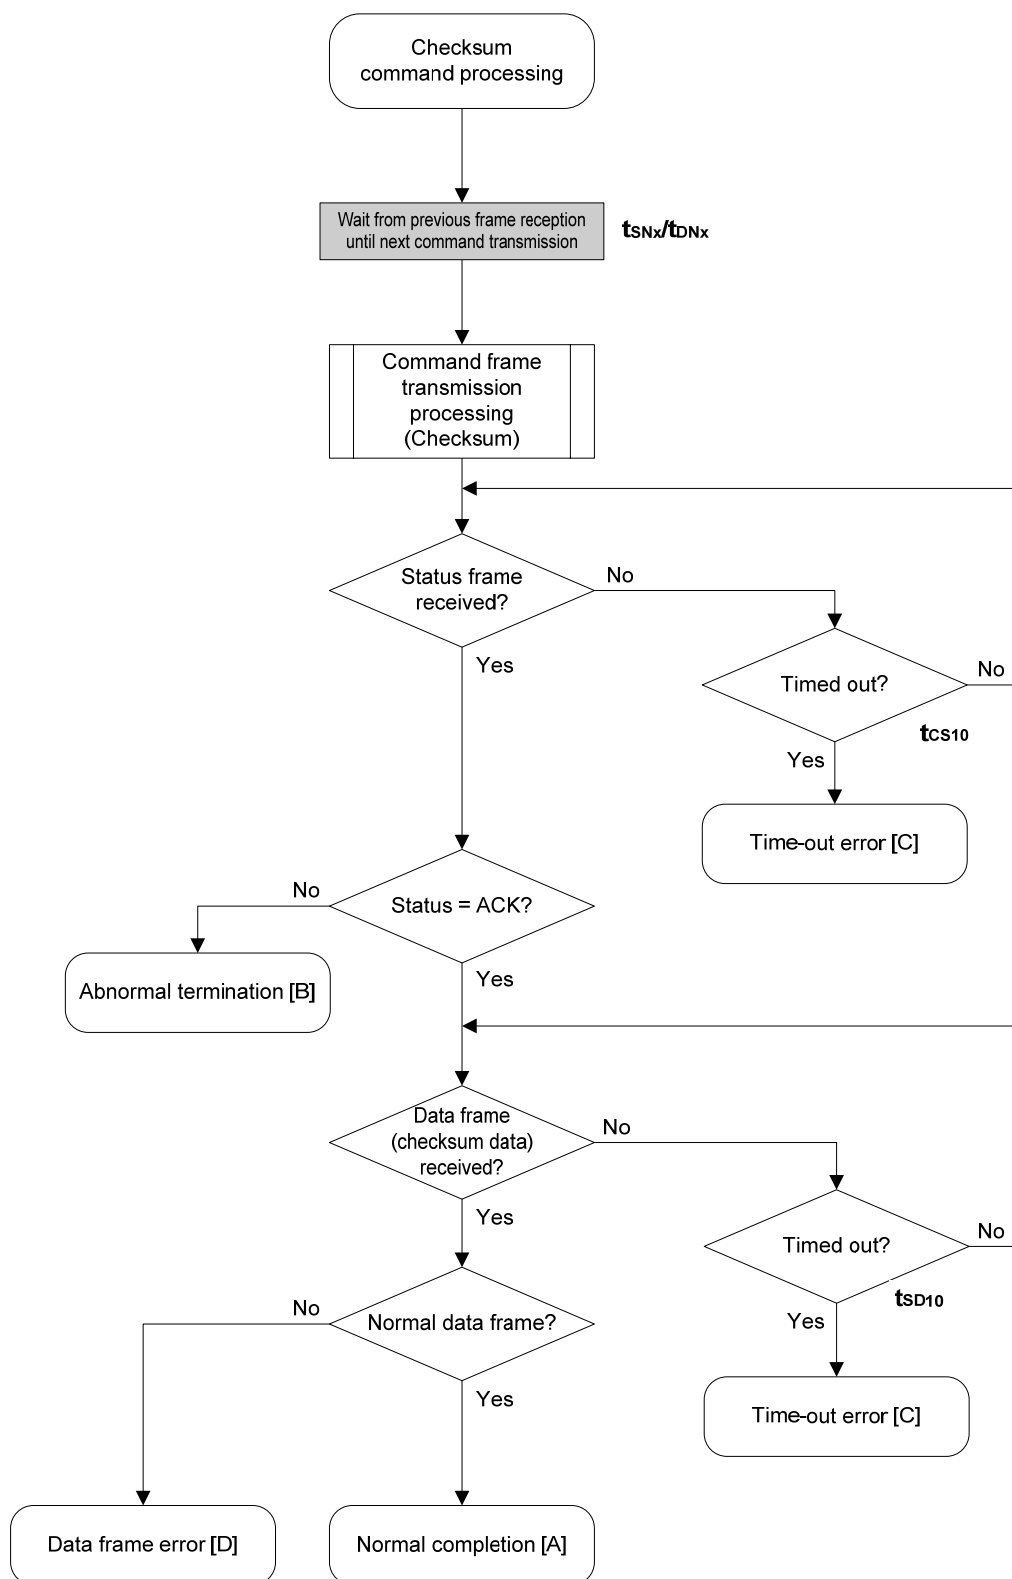 Checksum
command processing
Wait from previous frame reception
until next command transmission
tSNx/tDNx
Command frame
transmission
processing
(Checksum)
Status frame
received?
No
Yes
Timed out?
No
tCS10
Yes
Time-out error [C]
Status = ACK?
No
Yes
Abnormal termination [B]
Data frame
(checksum data)
received?
No
Yes
Timed out?
No
tSD10
Yes
Time-out error [C]
Normal data frame?
No
Yes
Data frame error [D]
Normal completion [A]